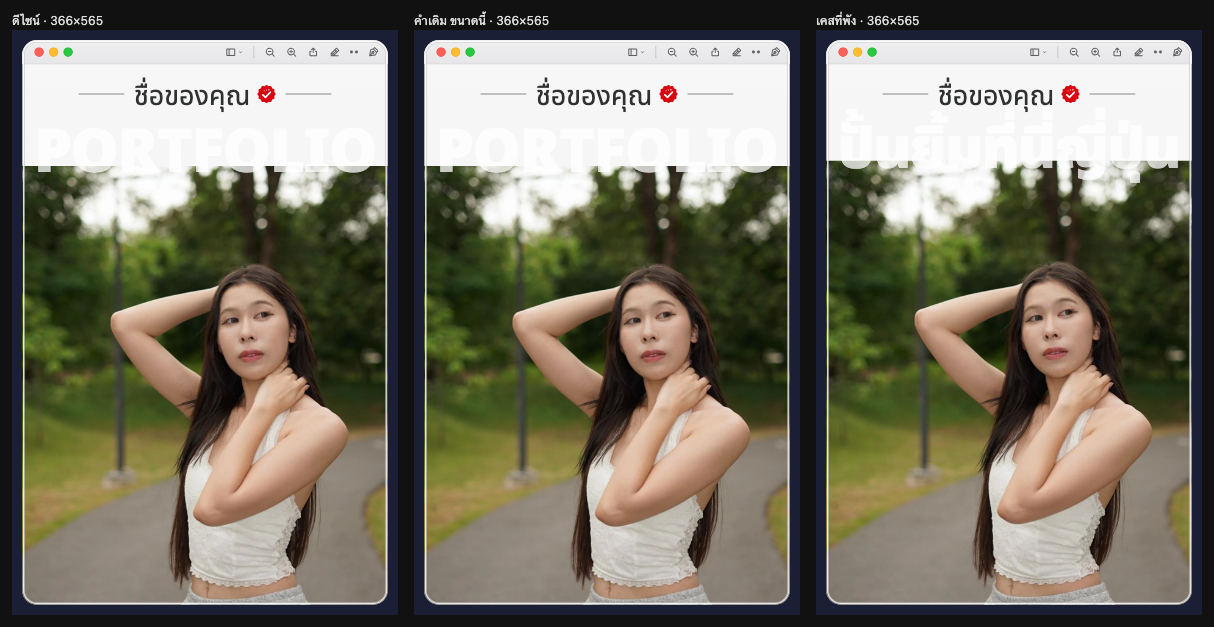 ดีไซน์ · 366×565
ชื่อของคุณ
PORTFOLIO
คำเดิม ขนาดนี้ · 366×565
ชื่อของคุณ
PORTFOLIO
เคสที่พัง · 366×565
ชื่อของคุณ
ปั้นยิ้มที่นี่ญี่ปุ่น